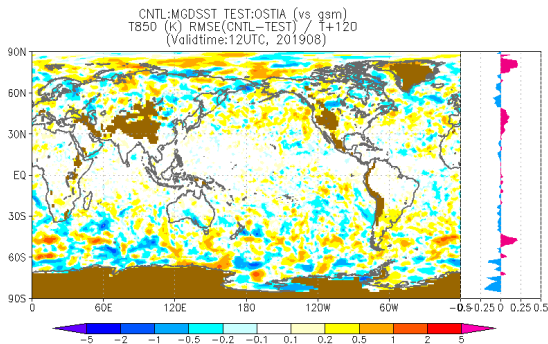 CNTL:MGDSST TEST:OSTIA (vs gsm)
T850 (K) RMSE(CNTL-TEST) / T+120
(Validtime:12UTC, 201908)
90N
60N
30N
EQ
30S
60S
90S
0 60E 120E 180 120W 60W 0 -0.5 -0.25 0 0.25 0.5
-5 -2 -1 -0.5 -0.2 -0.1 0.1 0.2 0.5 1 2 5